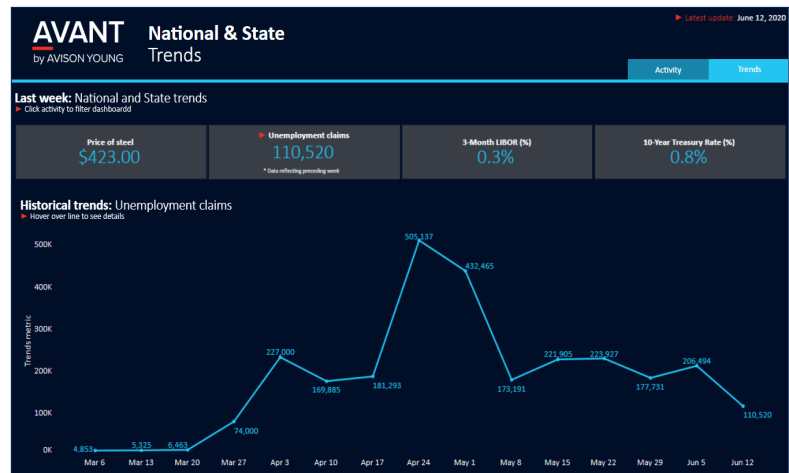 AVANT
by AVISON YOUNG
National & State
Trends
Latest update: June 12, 2020
Activity
Trends
Last week: National and State trends
Click activity to filter dashboardd
Price of steel
$423.00
Unemployment claims
110,520
* Data reflecting preceding week
3-Month LIBOR (%)
0.3%
10-Year Treasury Rate (%)
0.8%
Historical trends: Unemployment claims
Hover over line to see details
Trends metric
500K
400K
300K
200K
100K
0K
4,853
5,325
6,463
74,000
227,000
169,885
181,293
505,137
432,465
173,191
221,905
223,927
177,731
206,494
110,520
Mar 6
Mar 13
Mar 20
Mar 27
Apr 3
Apr 10
Apr 17
Apr 24
May 1
May 8
May 15
May 22
May 29
Jun 5
Jun 12